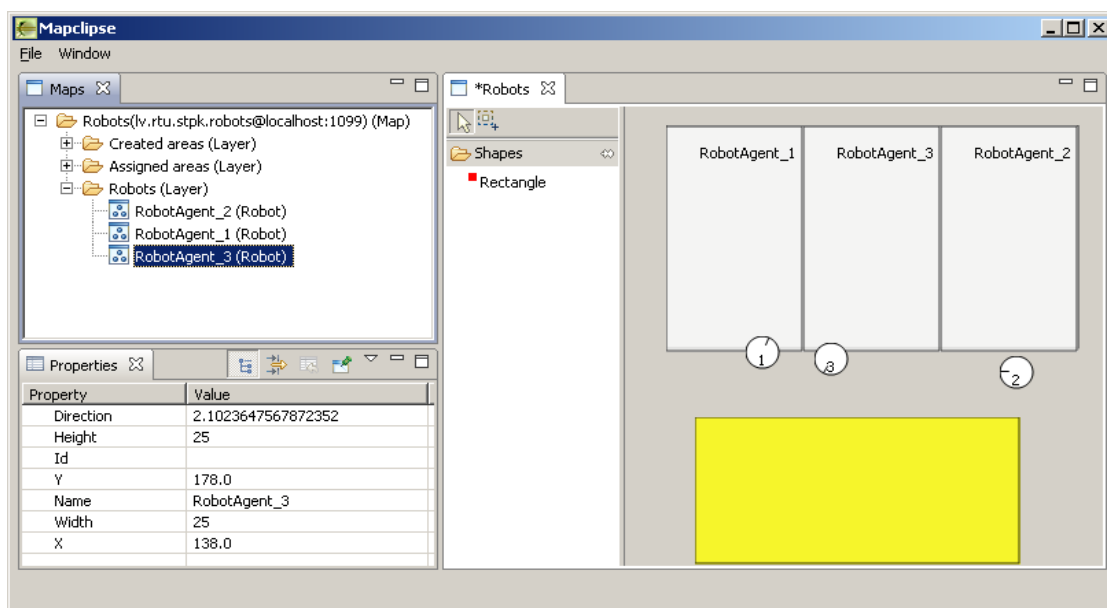 Mapclipse
File Window
Maps
Robots(lv.rtu.stpk.robots@localhost:1099) (Map)
Created areas (Layer)
Assigned areas (Layer)
Robots (Layer)
RobotAgent_2 (Robot)
RobotAgent_1 (Robot)
RobotAgent_3 (Robot)
Properties
Property Value
Direction 2.1023647567872352
Height 25
Id
Y 178.0
Name RobotAgent_3
Width 25
X 138.0
*Robots
Shapes
Rectangle
RobotAgent_1 RobotAgent_3 RobotAgent_2
1 3 2